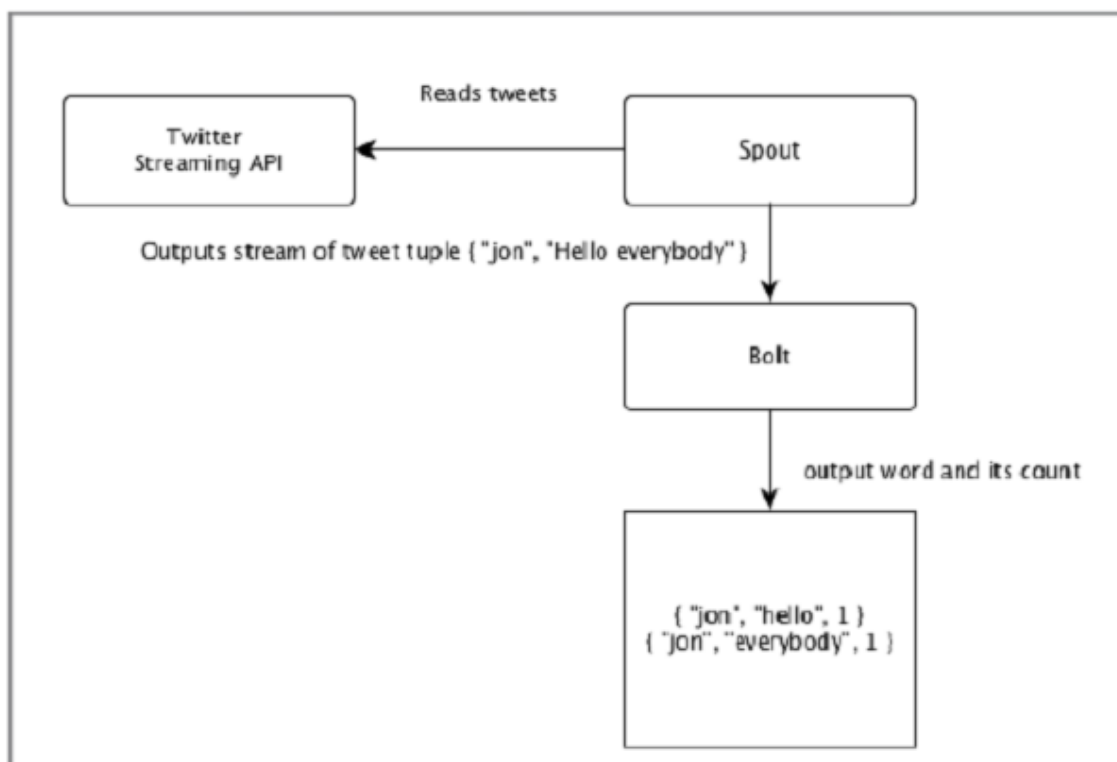 Reads tweets
Twitter
Streaming API
Spout
Outputs stream of tweet tuple { "jon", "Hello everybody" }
Bolt
output word and its count
{ "jon", "hello", 1 }
{ "jon", "everybody", 1 }